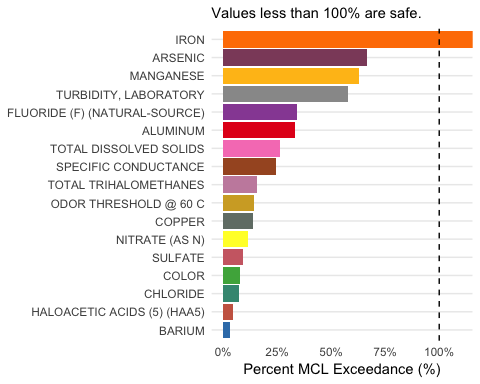 Values less than 100% are safe.
IRON
ARSENIC
MANGANESE
TURBIDITY, LABORATORY
FLUORIDE (F) (NATURAL-SOURCE)
ALUMINUM
TOTAL DISSOLVED SOLIDS
SPECIFIC CONDUCTANCE
TOTAL TRIHALOMETHANES
ODOR THRESHOLD @ 60 C
COPPER
NITRATE (AS N)
SULFATE
COLOR
CHLORIDE
HALOACETIC ACIDS (5) (HAA5)
BARIUM
0% 25% 50% 75% 100%
Percent MCL Exceedance (%)